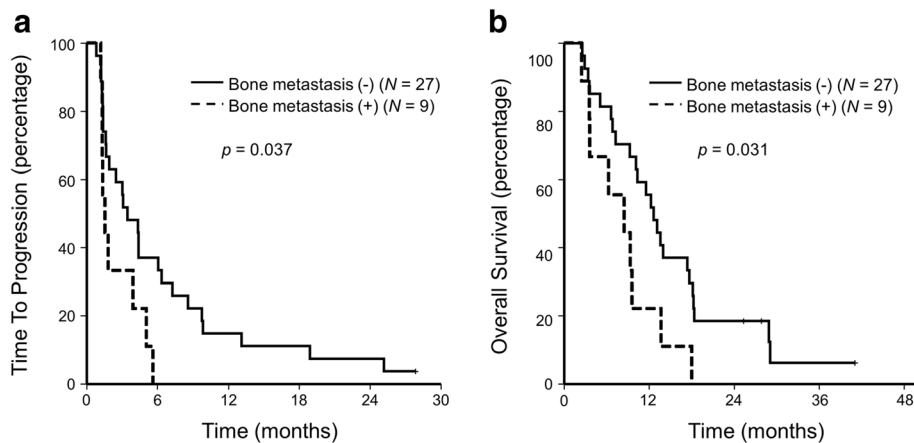 a
Time To Progression (percentage)
100
80
60
40
20
0
Bone metastasis (-) (N = 27)
Bone metastasis (+) (N = 9)
p = 0.037
0 6 12 18 24 30
Time (months)
b
Overall Survival (percentage)
100
80
60
40
20
0
Bone metastasis (-) (N = 27)
Bone metastasis (+) (N = 9)
p = 0.031
0 12 24 36 48
Time (months)